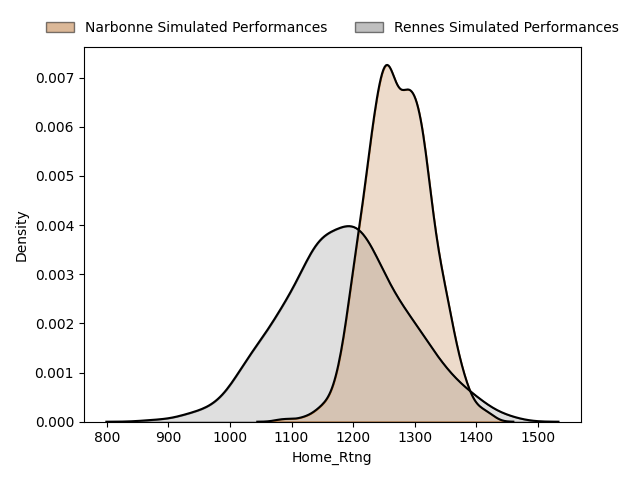 Narbonne Simulated Performances Rennes Simulated Performances
0.007
0.006
0.005
0.004
0.003
0.002
0.001
0.000
Density
800 900 1000 1100 1200 1300 1400 1500
Home_Rtng